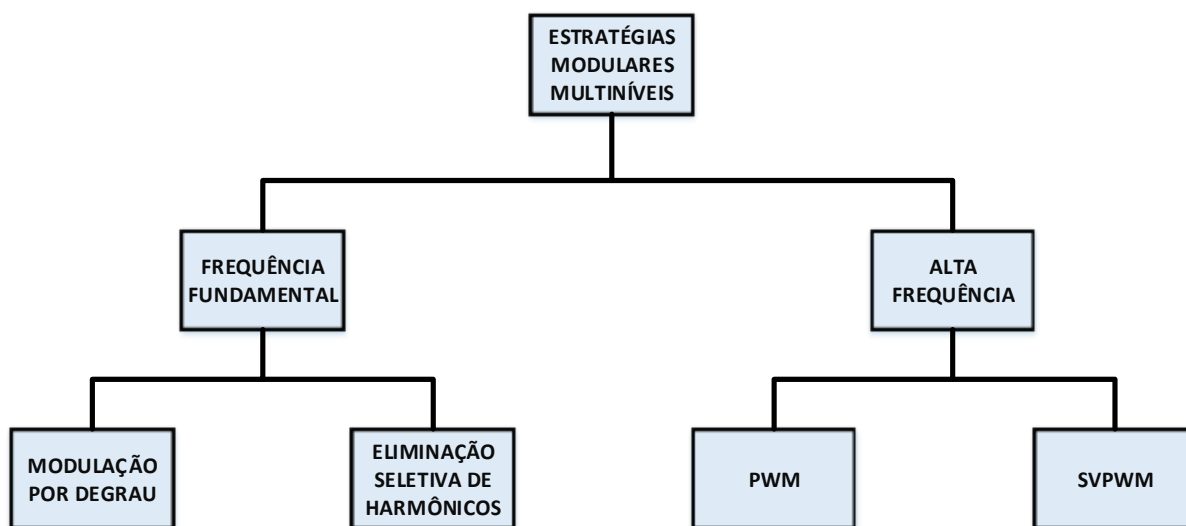 ESTRATÉGIAS
MODULARES
MULTINÍVEIS
FREQUÊNCIA
FUNDAMENTAL
ALTA
FREQUÊNCIA
MODULAÇÃO
POR DEGRAU
ELIMINAÇÃO
SELETIVA DE
HARMÔNICOS
PWM
SVPWM